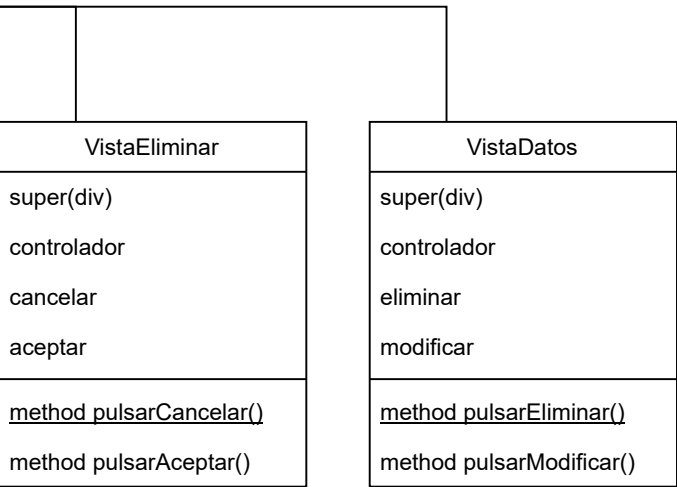 VistaEliminar
super(div)
controlador
cancelar
aceptar
method pulsarCancelar()
method pulsarAceptar()
VistaDatos
super(div)
controlador
eliminar
modificar
method pulsarEliminar()
method pulsarModificar()